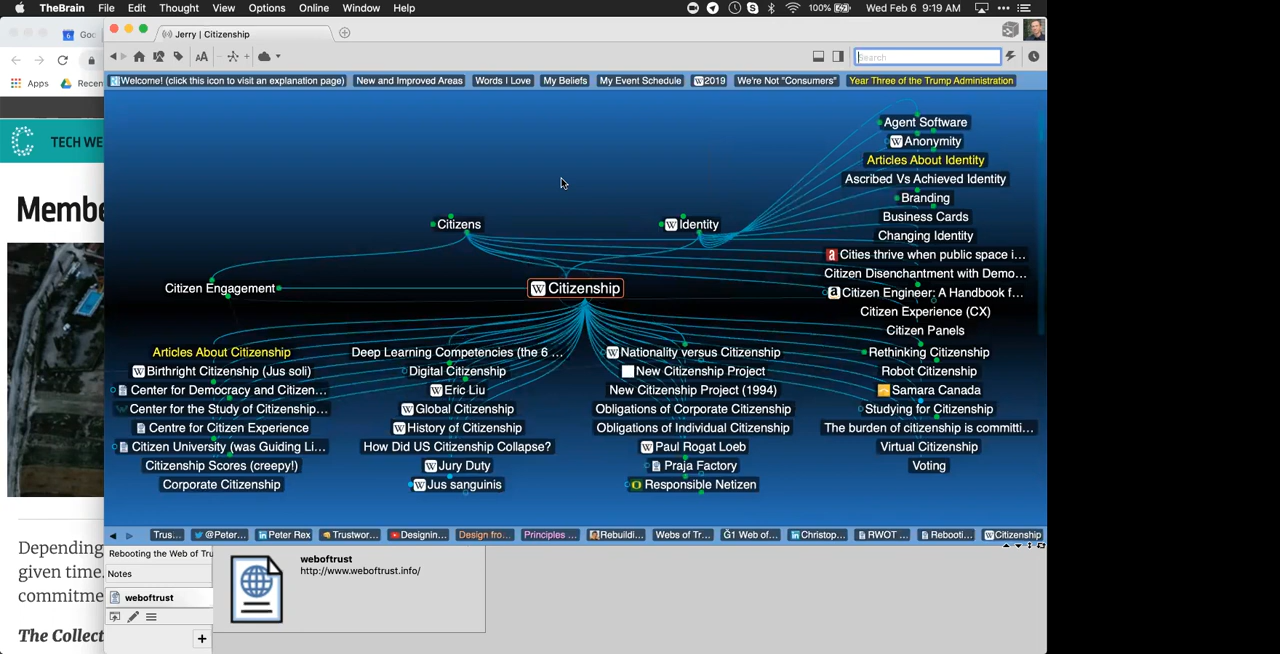 TheBrain File Edit Thought View Options Online Window Help 100% Wed Feb 6 9:19 AM
Jerry | Citizenship
Search
Welcome! (click this icon to visit an explanation page) New and Improved Areas Words I Love My Beliefs My Event Schedule 2019 We're Not "Consumers" Year Three of the Trump Administration
Apps Recen
TECH WE
Membe
Depending
given time.
commitme
The Collect
Citizens
Identity
Citizen Engagement
Citizenship
Agent Software
Anonymity
Articles About Identity
Ascribed Vs Achieved Identity
Branding
Business Cards
Changing Identity
Cities thrive when public space i...
Citizen Disenchantment with Demo...
Citizen Engineer: A Handbook f...
Citizen Experience (CX)
Citizen Panels
Rethinking Citizenship
Robot Citizenship
Samara Canada
Studying for Citizenship
The burden of citizenship is committi...
Virtual Citizenship
Voting
Articles About Citizenship
Birthright Citizenship (Jus soli)
Center for Democracy and Citizen...
Center for the Study of Citizenship...
Centre for Citizen Experience
Citizen University (was Guiding Li...
Citizenship Scores (creepy!)
Corporate Citizenship
Deep Learning Competencies (the 6 ...
Digital Citizenship
Eric Liu
Global Citizenship
History of Citizenship
How Did US Citizenship Collapse?
Jury Duty
Jus sanguinis
Nationality versus Citizenship
New Citizenship Project
New Citizenship Project (1994)
Obligations of Corporate Citizenship
Obligations of Individual Citizenship
Paul Rogat Loeb
Praja Factory
Responsible Netizen
Trus... @Peter... Peter Rex Trustwor... Designin... Design fro... Principles ... Rebuildi... Webs of Tr... Ğ1 Web of... Christop... RWOT ... Rebooti... Citizenship
Rebooting the Web of Tru
Notes
weboftrust
weboftrust
http://www.weboftrust.info/